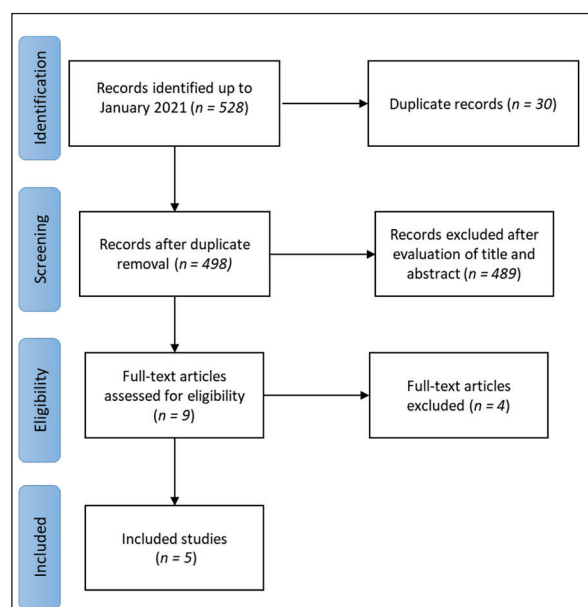 Identification
Records identified up to
January 2021 (n = 528)
Duplicate records (n = 30)
Screening
Records after duplicate
removal (n = 498)
Records excluded after
evaluation of title and
abstract (n = 489)
Eligibility
Full-text articles
assessed for eligibility
(n = 9)
Full-text articles
excluded (n = 4)
Included
Included studies
(n = 5)